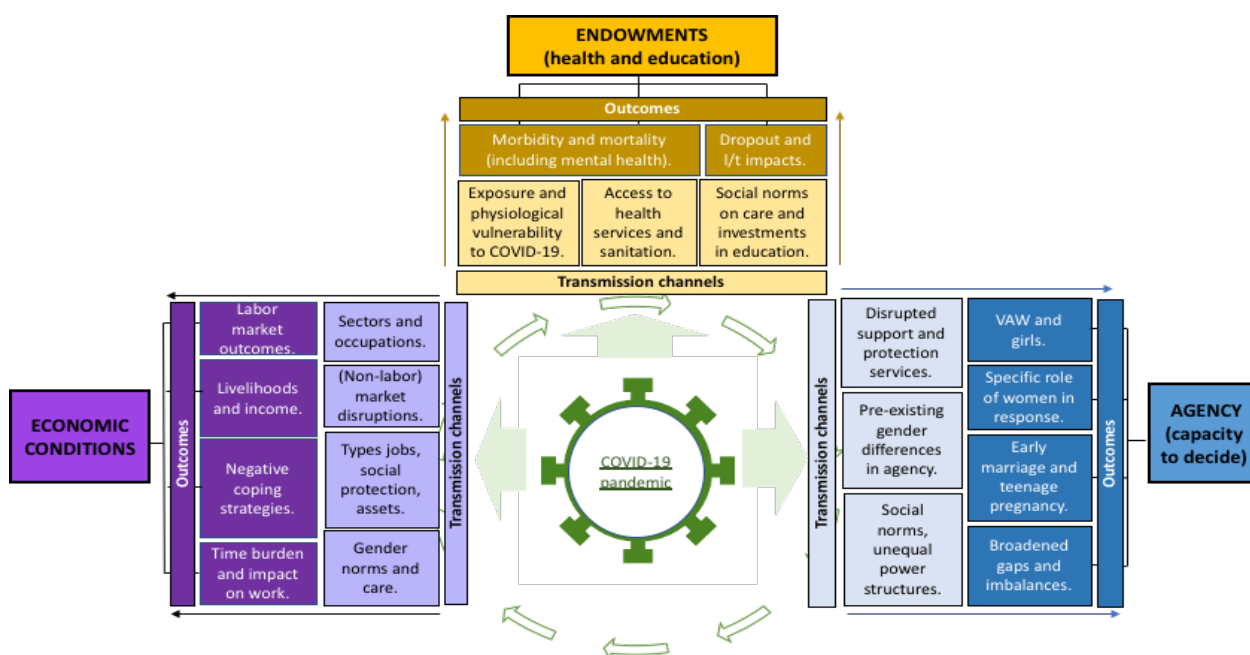 ENDOWMENTS
(health and education)
Outcomes
Morbidity and mortality
(including mental health).
Dropout and
l/t impacts.
Exposure and
physiological
vulnerability
to COVID-19.
Access to
health
services and
sanitation.
Social norms
on care and
investments
in education.
Transmission channels
ECONOMIC
CONDITIONS
Outcomes
Labor
market
outcomes.
Livelihoods
and income.
Negative
coping
strategies.
Time burden
and impact
on work.
Sectors and
occupations.
(Non-labor)
market
disruptions.
Types jobs,
social
protection,
assets.
Gender
norms and
care.
Transmission channels
COVID-19
pandemic
Transmission channels
Disrupted
support and
protection
services.
Pre-existing
gender
differences
in agency.
Social
norms,
unequal
power
structures.
VAW and
girls.
Specific role
of women in
response.
Early
marriage and
teenage
pregnancy.
Broadened
gaps and
imbalances.
Outcomes
AGENCY
(capacity
to decide)